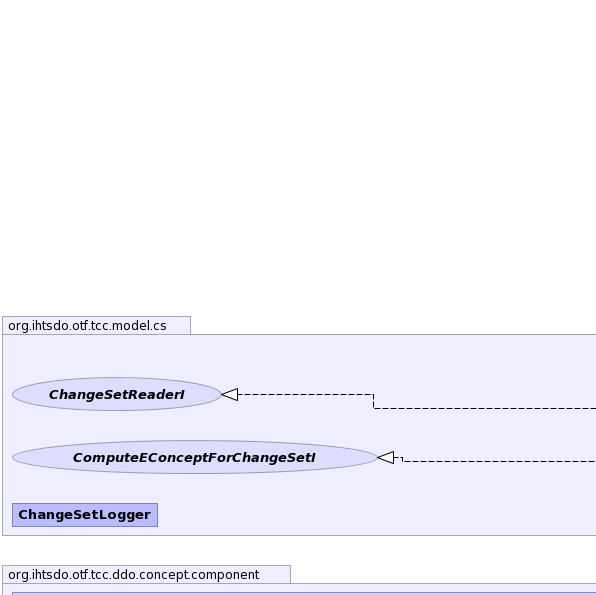 org.ihtsdo.otf.tcc.model.cs
ChangeSetReaderI
ComputeEConceptForChangeSetI
ChangeSetLogger
org.ihtsdo.otf.tcc.ddo.concept.component